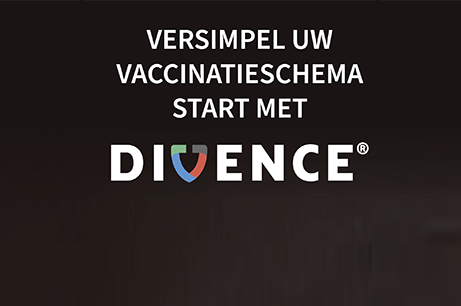 VERSIMPEL UW
VACCINATIESCHEMA
START MET
DIVENCE®